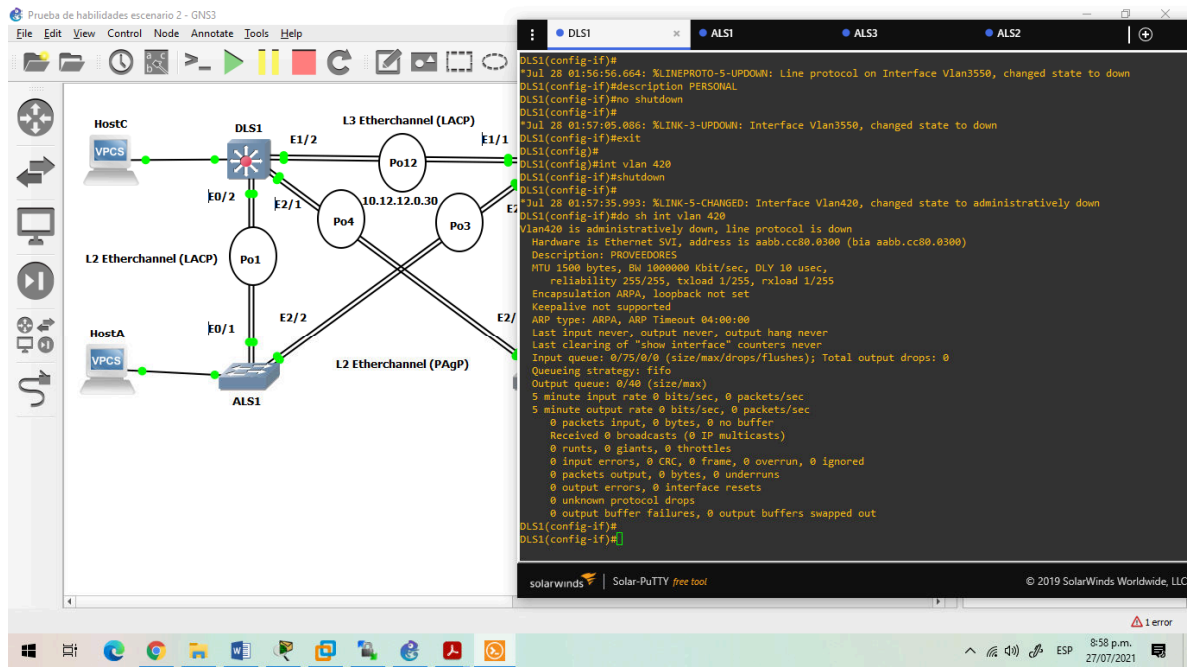 Prueba de habilidades escenario 2 - GNS3
File Edit View Control Node Annotate Tools Help
HostC
VPCS
DLS1
E1/2
L3 Etherchannel (LACP)
E1/1
Po12
E0/2
E2/1
10.12.12.0.30
E2
Po4
Po3
L2 Etherchannel (LACP)
Po1
E0/1
E2/2
E2/
HostA
VPCS
L2 Etherchannel (PAgP)
ALS1
DLS1
ALS1
ALS3
ALS2
DLS1(config-if)#
*Jul 28 01:56:56.664: %LINEPROTO-5-UPDOWN: Line protocol on Interface Vlan3550, changed state to down
DLS1(config-if)#description PERSONAL
DLS1(config-if)#no shutdown
DLS1(config-if)#
*Jul 28 01:57:05.086: %LINK-3-UPDOWN: Interface Vlan3550, changed state to down
DLS1(config-if)#exit
DLS1(config)#
DLS1(config)#int vlan 420
DLS1(config-if)#shutdown
DLS1(config-if)#
*Jul 28 01:57:35.993: %LINK-5-CHANGED: Interface Vlan420, changed state to administratively down
DLS1(config-if)#do sh int vlan 420
Vlan420 is administratively down, line protocol is down
Hardware is Ethernet SVI, address is aabb.cc80.0300 (bia aabb.cc80.0300)
Description: PROVEEDORES
MTU 1500 bytes, BW 1000000 Kbit/sec, DLY 10 usec,
reliability 255/255, txload 1/255, rxload 1/255
Encapsulation ARPA, loopback not set
Keepalive not supported
ARP type: ARPA, ARP Timeout 04:00:00
Last input never, output never, output hang never
Last clearing of "show interface" counters never
Input queue: 0/75/0/0 (size/max/drops/flushes); Total output drops: 0
Queueing strategy: fifo
Output queue: 0/40 (size/max)
5 minute input rate 0 bits/sec, 0 packets/sec
5 minute output rate 0 bits/sec, 0 packets/sec
0 packets input, 0 bytes, 0 no buffer
Received 0 broadcasts (0 IP multicasts)
0 runts, 0 giants, 0 throttles
0 input errors, 0 CRC, 0 frame, 0 overrun, 0 ignored
0 packets output, 0 bytes, 0 underruns
0 output errors, 0 interface resets
0 unknown protocol drops
0 output buffer failures, 0 output buffers swapped out
DLS1(config-if)#
DLS1(config-if)#
solarwinds Solar-PuTTY free tool
© 2019 SolarWinds Worldwide, LLC
1 error
ESP
8:58 p.m.
27/07/2021